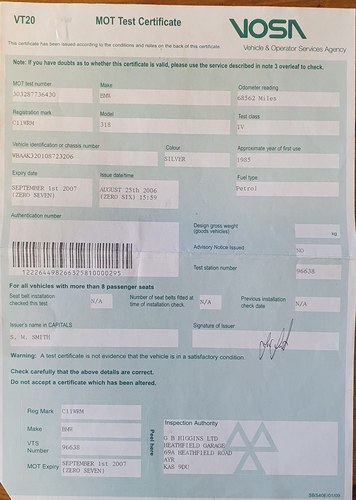 VT20
MOT Test Certificate
VOSA
Vehicle & Operator Services Agency
This certificate has been issued according to the conditions and notes on the back of this certificate.
Note: If you have doubts as to whether this certificate is valid, please use the service described in note 3 overleaf to check.
MOT test number
Make
Odometer reading
BMW
68562 Miles
Registration mark
Model
Test class
C11WRM
318
IV
Vehicle identification or chassis number
Colour
Approximate year of first use
WBAAK320108723206
SILVER
1985
Expiry date
Issue date/time
Fuel type
SEPTEMBER 1st 2007
(ZERO SEVEN)
AUGUST 25th 2006
(ZERO SIX) 15:59
Petrol
Authentication number
Design gross weight
(goods vehicles)
kg
Advisory Notice Issued
NO
122264498266325810000295
Test station number
96638
For all vehicles with more than 8 passenger seats
Seat belt installation
checked this test
N/A
Number of seat belts fitted at
time of installation check
N/A
Previous installation
check date
N/A
Issuer's name in CAPITALS
Signature of Issuer
S. W. SMITH
Warning: A test certificate is not evidence that the vehicle is in a satisfactory condition.
Check carefully that the above details are correct.
Do not accept a certificate which has been altered.
Reg Mark
C11WRM
Make
BMW
VTS
Number
96638
MOT Expiry
SEPTEMBER 1st 2007
(ZERO SEVEN)
Peel here
Inspection Authority
G B HIGGINS LTD
HEATHFIELD GARAGE
69A HEATHFIELD ROAD
AYR
KA8 9DU